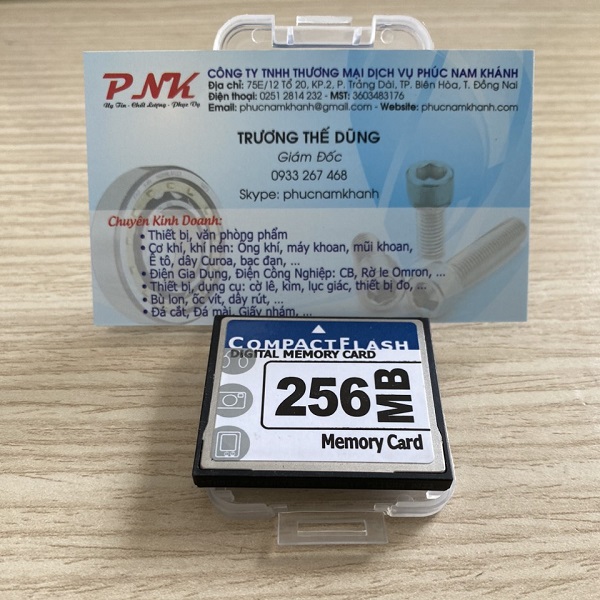 PNK
Uy Tín - Chất Lượng - Phục Vụ
CÔNG TY TNHH THƯƠNG MẠI DỊCH VỤ PHÚC NAM KHÁNH
Địa chỉ: 75E/12 Tổ 20, KP.2, P. Trảng Dài, TP. Biên Hòa, T. Đồng Nai
Điện thoại: 0251 2814 232 - MST: 3603483176
Email: phucnamkhanh@gmail.com - Website: phucnamkhanh.com
TRƯƠNG THẾ DŨNG
Giám Đốc
0933 267 468
Skype: phucnamkhanh
Chuyên Kinh Doanh:
• Thiết bị, văn phòng phẩm
• Cơ khí, khí nén: Ống khí, máy khoan, mũi khoan,
Ê tô, dây Curoa, bạc đạn, ...
• Điện Gia Dụng, Điện Công Nghiệp: CB, Rờ le Omron, ...
• Thiết bị, dụng cụ: cờ lê, kìm, lục giác, thiết bị đo, ...
• Bù lon, ốc vít, dây rút, ...
• Đá cắt, Đá mài, Giấy nhám, ...
COMPACTFLASH
DIGITAL MEMORY CARD
256 MB
Memory Card